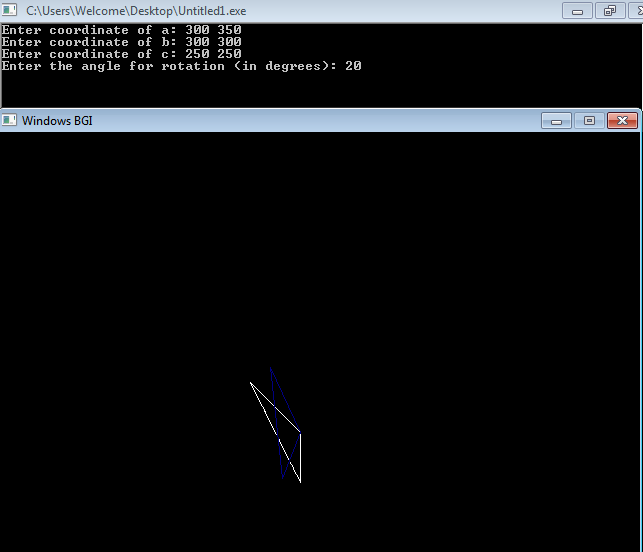 C:\Users\Welcome\Desktop\Untitled1.exe
Enter coordinate of a: 300 350
Enter coordinate of b: 300 300
Enter coordinate of c: 250 250
Enter the angle for rotation (in degrees): 20
Windows BGI